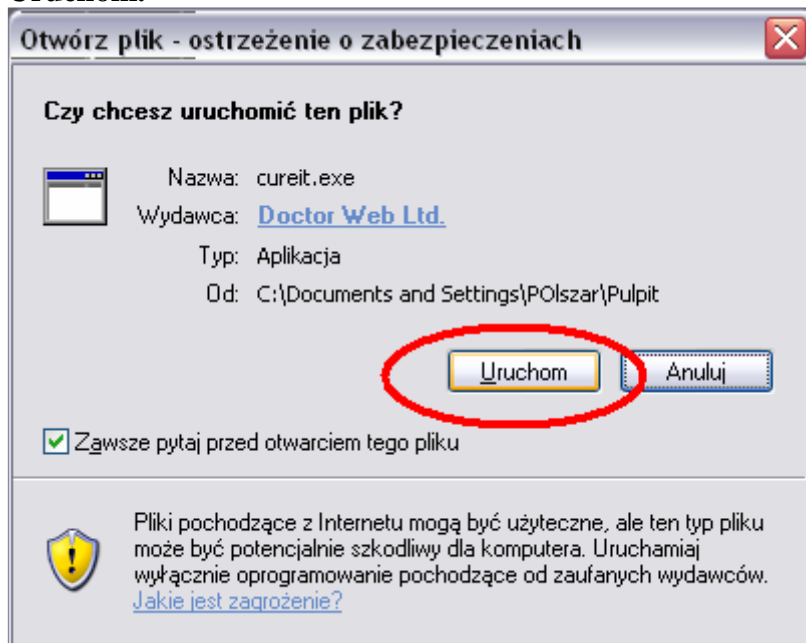 Uruchom.
Otwórz plik - ostrzeżenie o zabezpieczeniach
Czy chcesz uruchomić ten plik?
Nazwa: cureit.exe
Wydawca: Doctor Web Ltd.
Typ: Aplikacja
Od: C:\Documents and Settings\POlszar\Pulpit
Uruchom Anuluj
Zawsze pytaj przed otwarciem tego pliku
Pliki pochodzące z Internetu mogą być użyteczne, ale ten typ pliku
może być potencjalnie szkodliwy dla komputera. Uruchamiaj
wyłącznie oprogramowanie pochodzące od zaufanych wydawców.
Jakie jest zagrożenie?